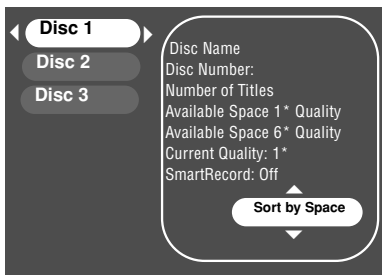 Disc 1
Disc 2
Disc 3
Disc Name
Disc Number:
Number of Titles
Available Space 1* Quality
Available Space 6* Quality
Current Quality: 1*
SmartRecord: Off
Sort by Space